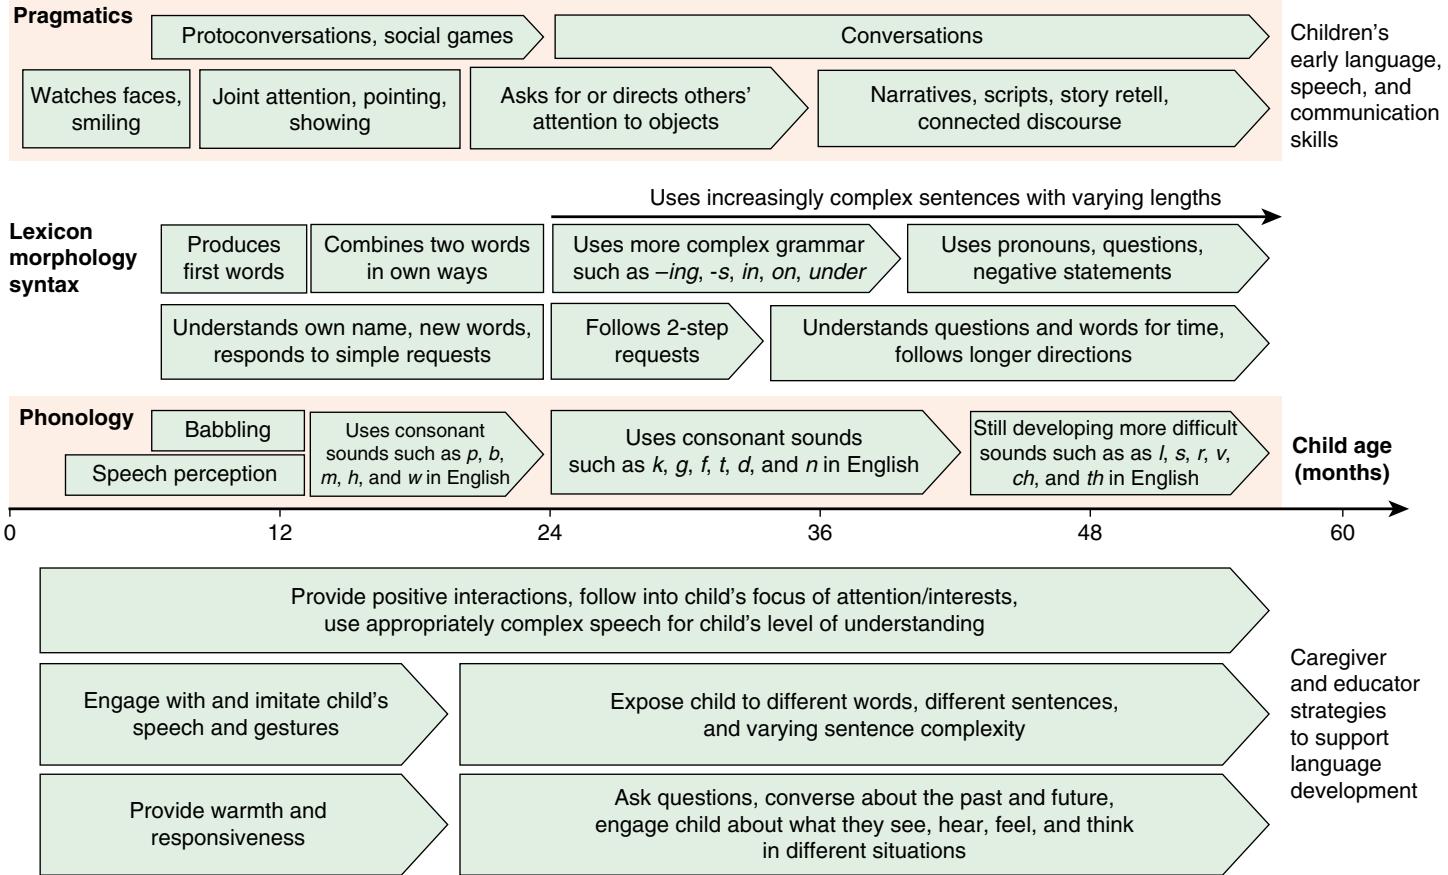 Pragmatics
Protoconversations, social games
Conversations
Watches faces,
smiling
Joint attention, pointing,
showing
Asks for or directs others’
attention to objects
Narratives, scripts, story retell,
connected discourse
Children’s
early language,
speech, and
communication
skills
Uses increasingly complex sentences with varying lengths
Lexicon
morphology
syntax
Produces
first words
Combines two words
in own ways
Uses more complex grammar
such as –ing, -s, in, on, under
Uses pronouns, questions,
negative statements
Understands own name, new words,
responds to simple requests
Follows 2-step
requests
Understands questions and words for time,
follows longer directions
Phonology
Babbling
Speech perception
Uses consonant
sounds such as p, b,
m, h, and w in English
Uses consonant sounds
such as k, g, f, t, d, and n in English
Still developing more difficult
sounds such as as l, s, r, v,
ch, and th in English
Child age
(months)
0 12 24 36 48 60
Provide positive interactions, follow into child’s focus of attention/interests,
use appropriately complex speech for child’s level of understanding
Engage with and imitate child’s
speech and gestures
Expose child to different words, different sentences,
and varying sentence complexity
Provide warmth and
responsiveness
Ask questions, converse about the past and future,
engage child about what they see, hear, feel, and think
in different situations
Caregiver
and educator
strategies
to support
language
development